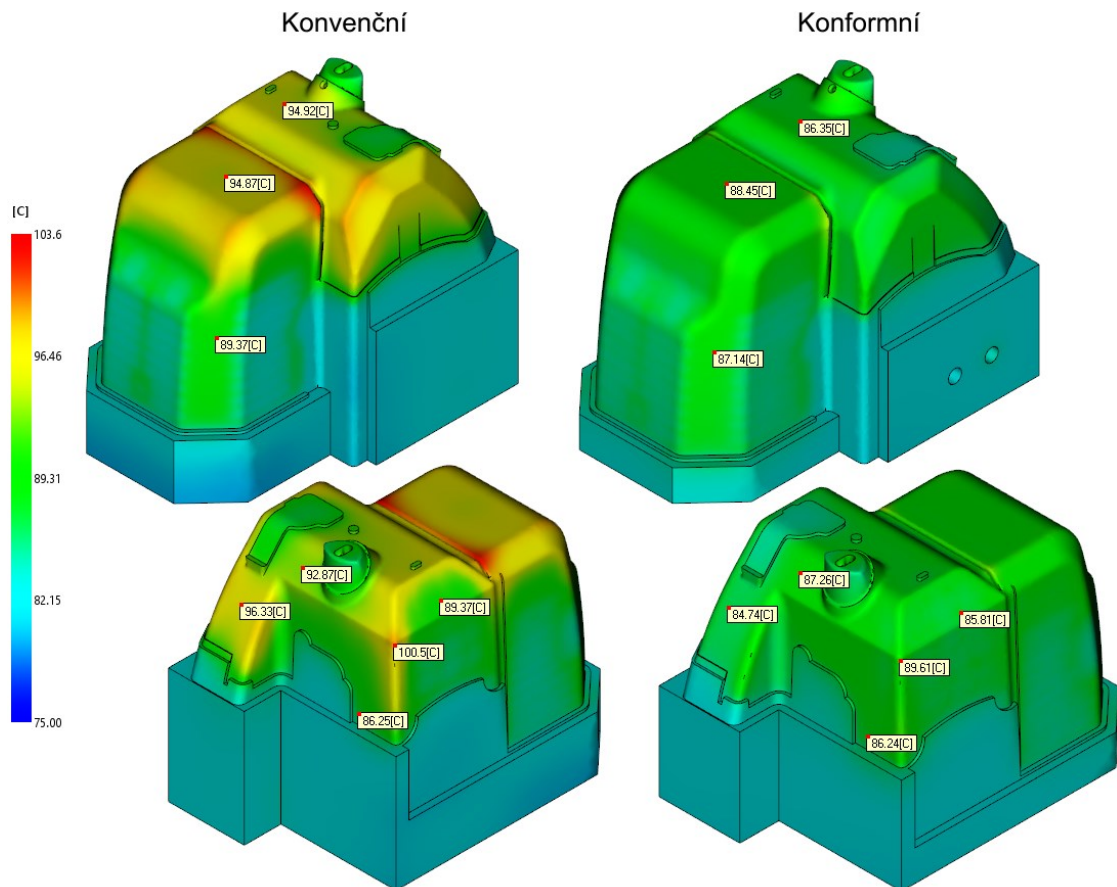 Konvenční
Konformní
94.92[C]
86.35[C]
94.87[C]
88.45[C]
[C]
103.6
96.46
89.31
82.15
75.00
89.37[C]
87.14[C]
92.87[C]
96.33[C]
89.37[C]
100.5[C]
86.25[C]
87.26[C]
84.74[C]
85.81[C]
89.61[C]
86.24[C]